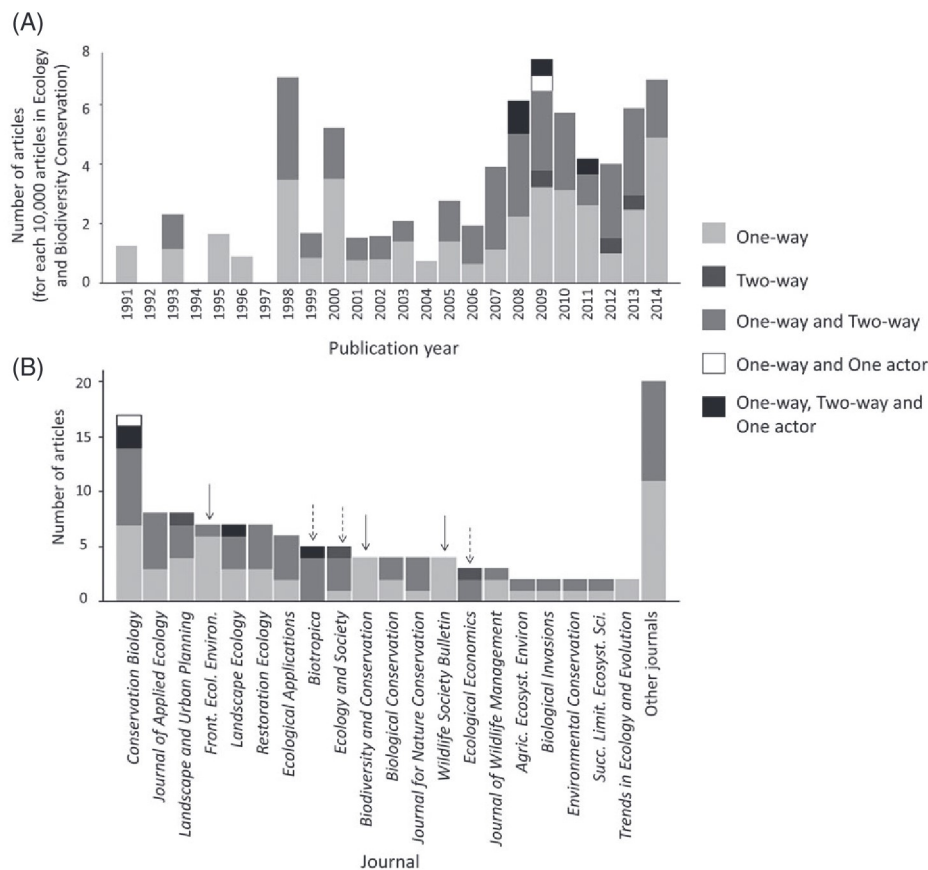 (A)
Number of articles
(for each 10,000 articles in Ecology
and Biodiversity Conservation)
8
6
4
2
0
1991
1992
1993
1994
1995
1996
1997
1998
1999
2000
2001
2002
2003
2004
2005
2006
2007
2008
2009
2010
2011
2012
2013
2014
Publication year
One-way
Two-way
One-way and Two-way
One-way and One actor
One-way, Two-way and
One actor
(B)
Number of articles
20
15
10
5
0
Conservation Biology
Journal of Applied Ecology
Landscape and Urban Planning
Front. Ecol. Environ.
Landscape Ecology
Restoration Ecology
Ecological Applications
Biotropica
Ecology and Society
Biodiversity and Conservation
Biological Conservation
Journal for Nature Conservation
Wildlife Society Bulletin
Ecological Economics
Journal of Wildlife Management
Agric. Ecosyst. Environ
Biological Invasions
Environmental Conservation
Succ. Limit. Ecosyst. Sci.
Trends in Ecology and Evolution
Other journals
Journal